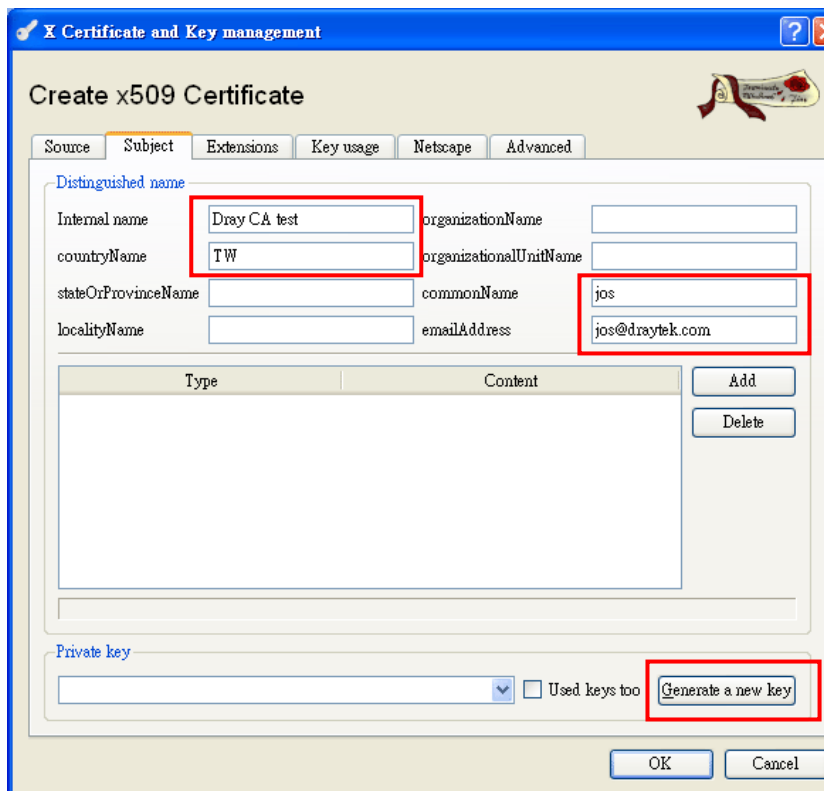 X Certificate and Key management
Create x509 Certificate
Source Subject Extensions Key usage Netscape Advanced
Distinguished name
Internal name Dray CA test organizationName
countryName TW organizationalUnitName
stateOrProvinceName commonName jos
localityName emailAddress jos@draytek.com
Type Content Add
Delete
Private key
Used keys too Generate a new key
OK Cancel